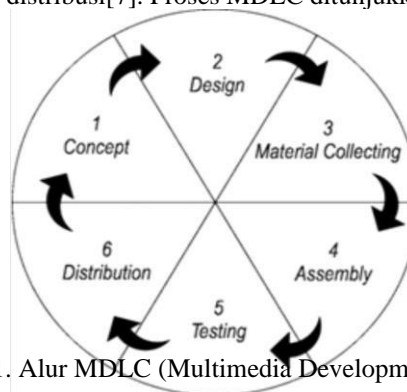 distribusi[7]. Proses MDLC ditunjukk
2
Design
1
Concept
3
Material Collecting
6
Distribution
4
Assembly
5
Testing
. Alur MDLC (Multimedia Developm